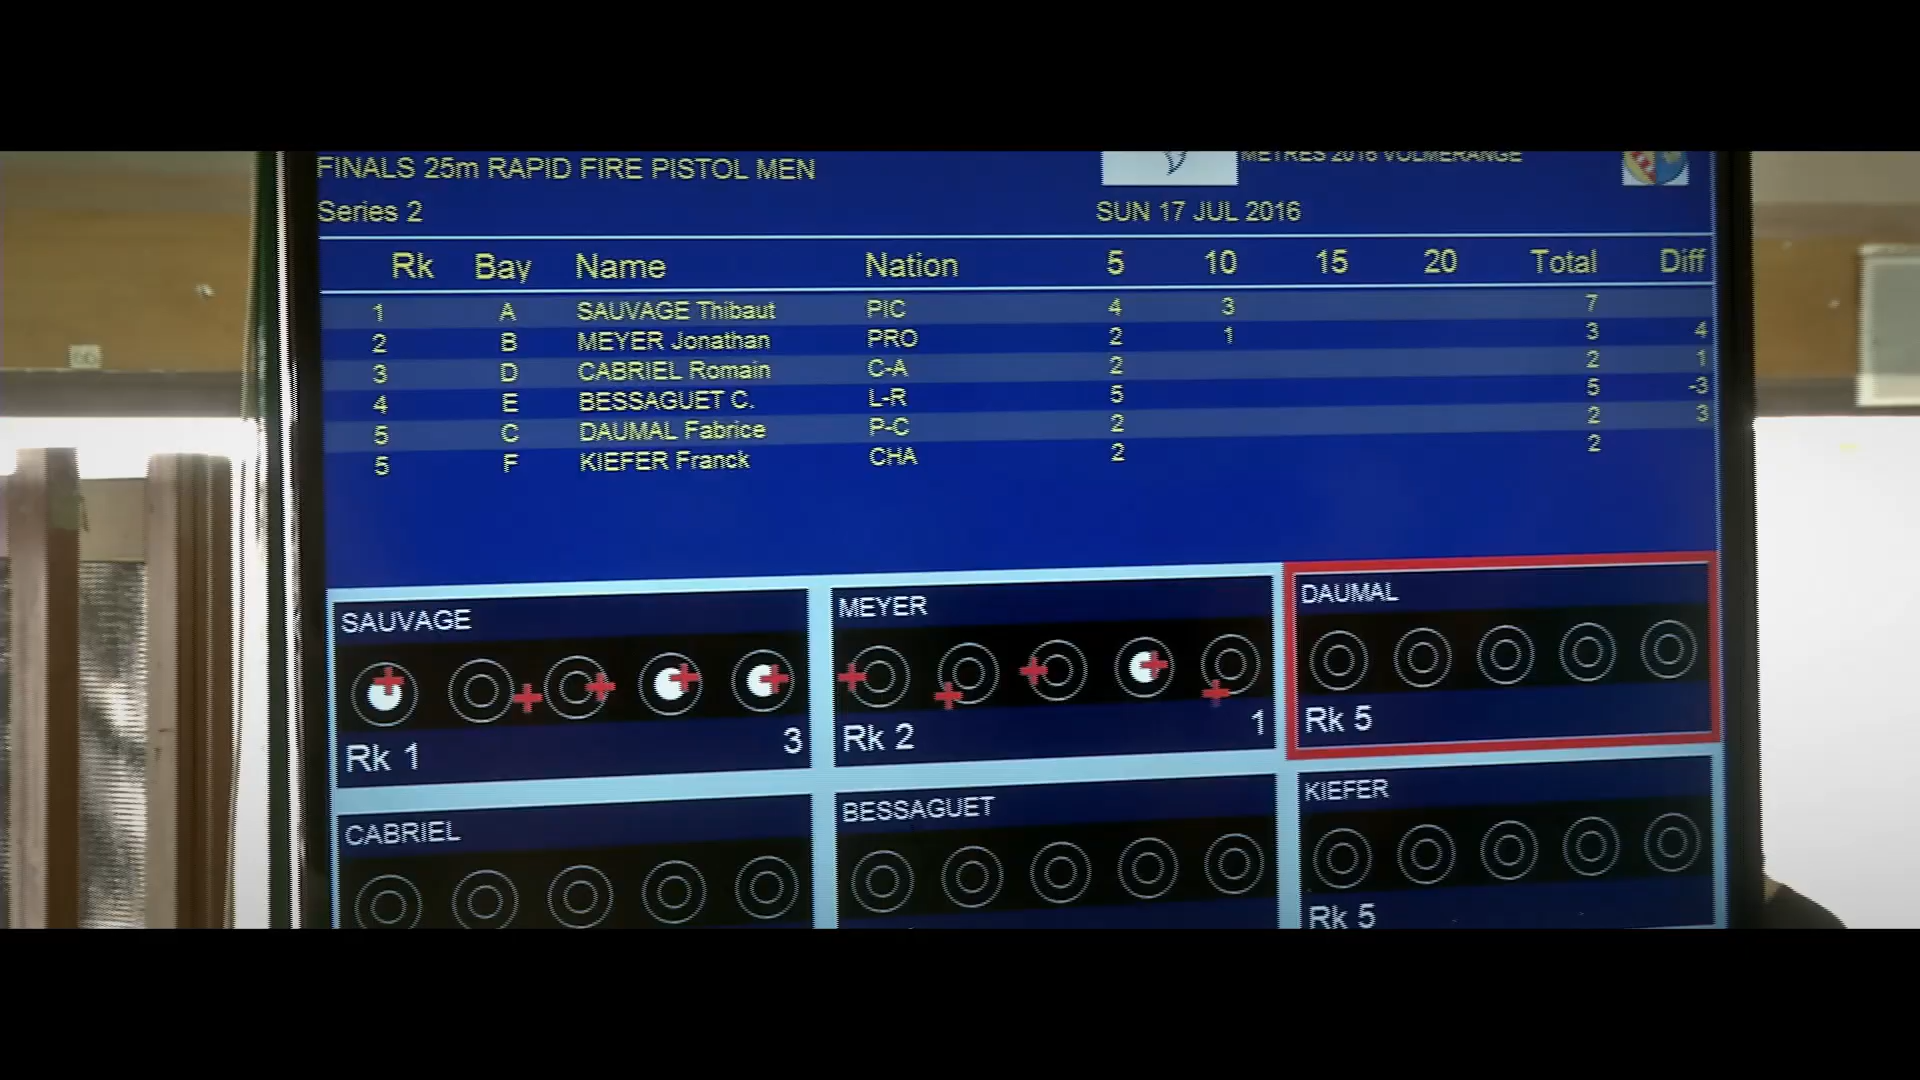 FINALS 25m RAPID FIRE PISTOL MEN
METRES 2016 VOLMERANGE
Series 2
SUN 17 JUL 2016
Rk Bay Name Nation 5 10 15 20 Total Diff
1 A SAUVAGE Thibaut PIC 4 3 7
2 B MEYER Jonathan PRO 2 1 3 4
3 D CABRIEL Romain C-A 2 2 1
4 E BESSAGUET C. L-R 5 5 -3
5 C DAUMAL Fabrice P-C 2 2 3
5 F KIEFER Franck CHA 2 2
SAUVAGE
Rk 1 3
MEYER
Rk 2 1
DAUMAL
Rk 5
CABRIEL
BESSAGUET
KIEFER
Rk 5